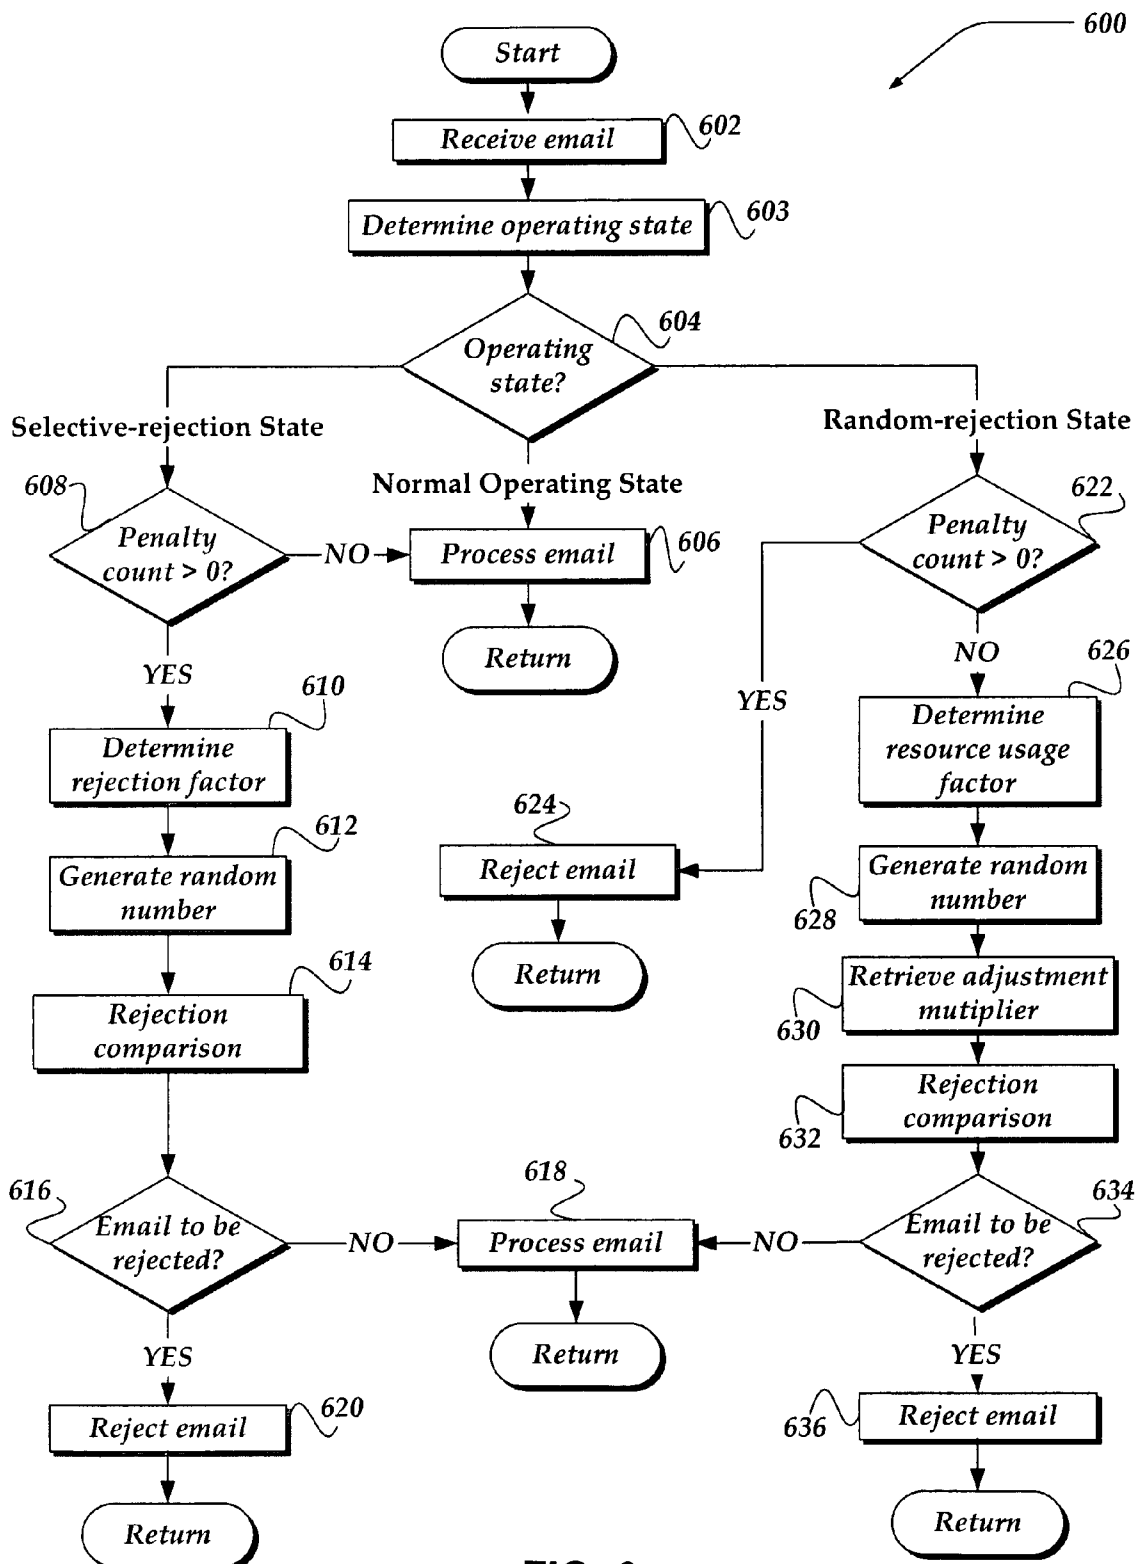 600
Start
Receive email
602
Determine operating state
603
604
Operating
state?
Selective-rejection State
Random-rejection State
Normal Operating State
608
Penalty
count > 0?
NO
Process email
606
Return
622
Penalty
count > 0?
YES
610
Determine
rejection factor
612
Generate random
number
614
Rejection
comparison
YES
624
Reject email
Return
NO
626
Determine
resource usage
factor
Generate random
number
628
Retrieve adjustment
mutiplier
630
Rejection
comparison
632
616
Email to be
rejected?
NO
618
Process email
Return
NO
634
Email to be
rejected?
YES
Reject email
620
Return
YES
Reject email
636
Return